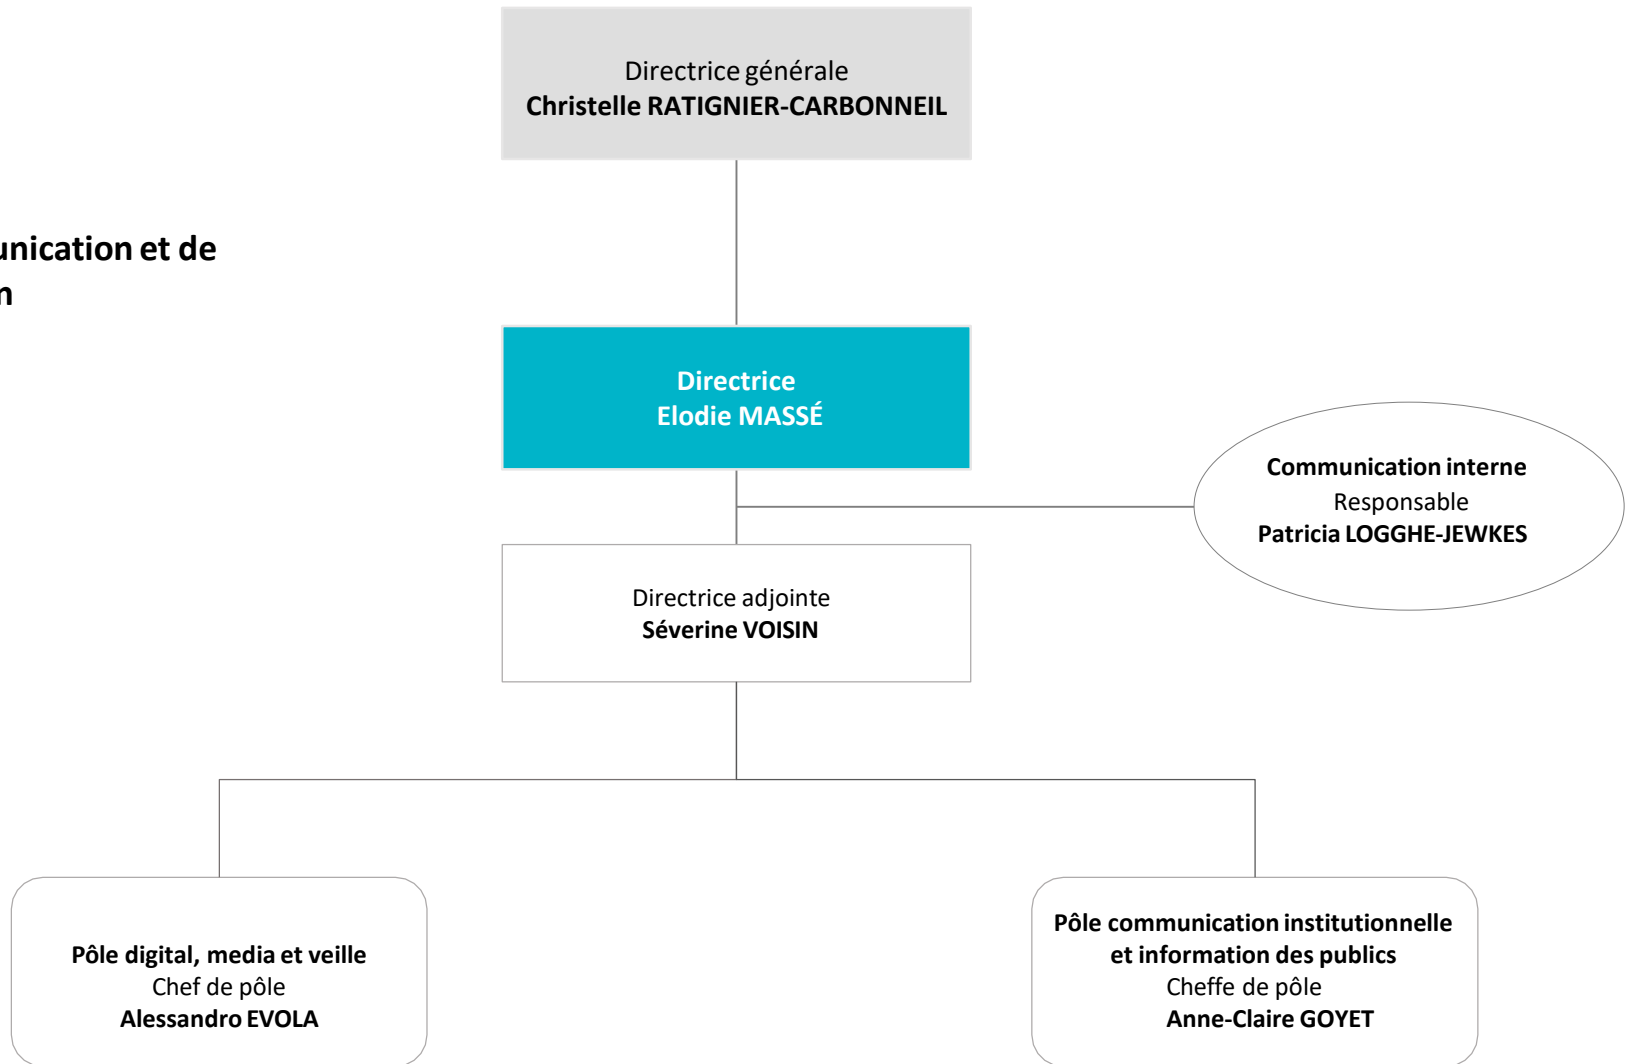 Directrice générale
Christelle RATIGNIER-CARBONNEIL
unication et de
n
Directrice
Elodie MASSÉ
Communication interne
Responsable
Patricia LOGGHE-JEWKES
Directrice adjointe
Séverine VOISIN
Pôle digital, media et veille
Chef de pôle
Alessandro EVOLA
Pôle communication institutionnelle
et information des publics
Cheffe de pôle
Anne-Claire GOYET